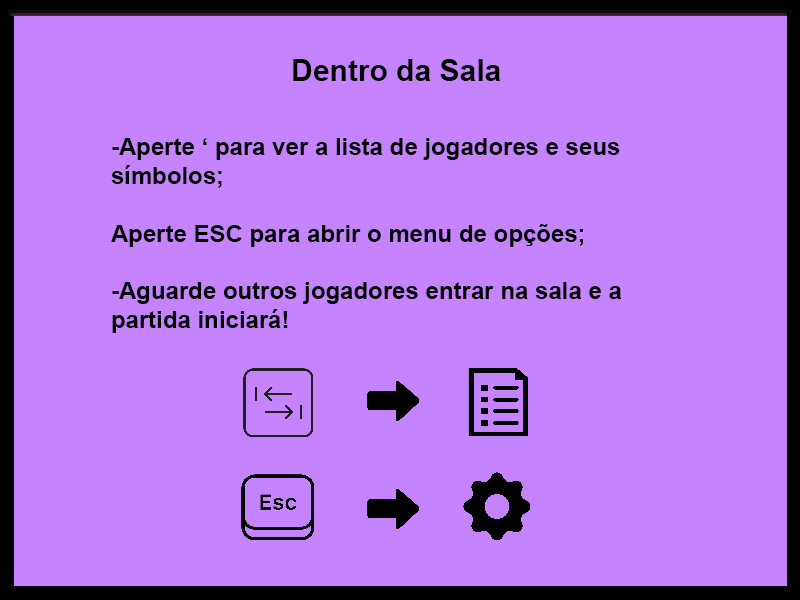 Dentro da Sala
-Aperte ‘ para ver a lista de jogadores e seus
símbolos;
Aperte ESC para abrir o menu de opções;
-Aguarde outros jogadores entrar na sala e a
partida iniciará!
Esc